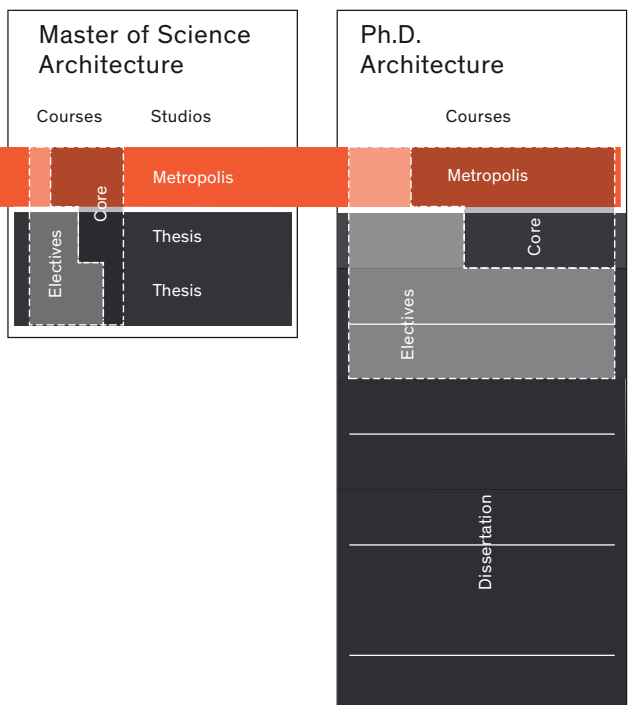 Master of Science
Architecture
Courses
Studios
Metropolis
Core
Thesis
Electives
Thesis
Ph.D.
Architecture
Courses
Metropolis
Core
Electives
Dissertation